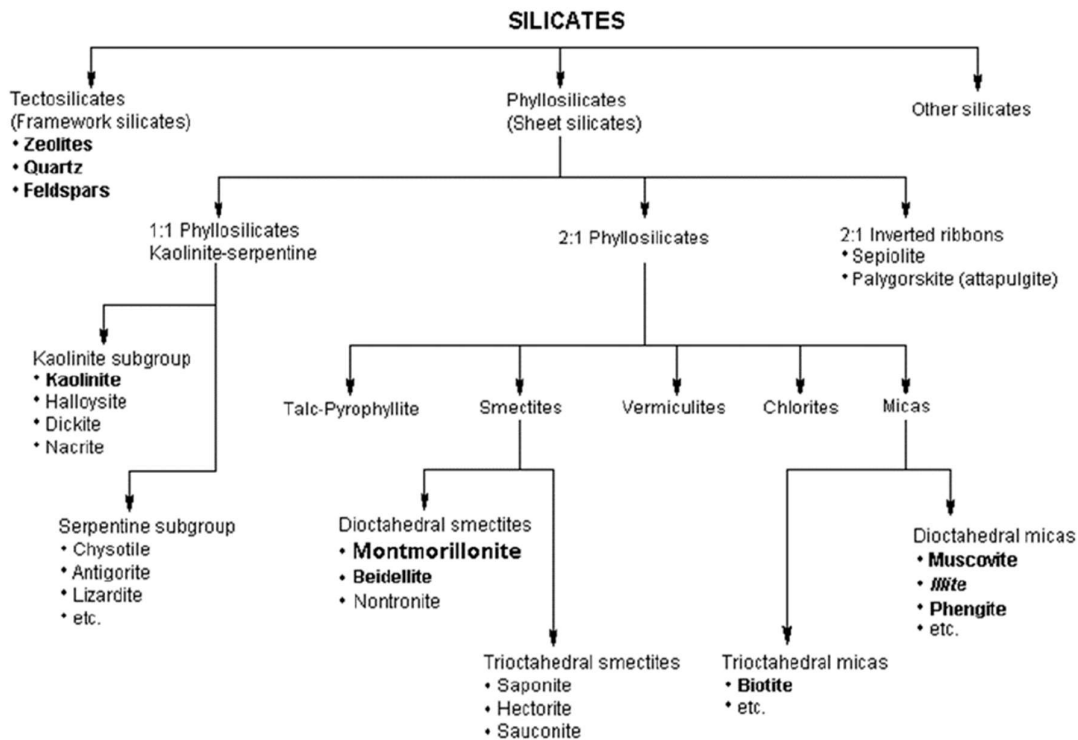 SILICATES
Tectosilicates
(Framework silicates)
• Zeolites
• Quartz
• Feldspars
Phyllosilicates
(Sheet silicates)
Other silicates
1:1 Phyllosilicates
Kaolinite-serpentine
2:1 Phyllosilicates
2:1 Inverted ribbons
• Sepiolite
• Palygorskite (attapulgite)
Kaolinite subgroup
• Kaolinite
• Halloysite
• Dickite
• Nacrite
Talc-Pyrophyllite
Smectites
Vermiculites
Chlorites
Micas
Serpentine subgroup
• Chysotile
• Antigorite
• Lizardite
• etc.
Dioctahedral smectites
• Montmorillonite
• Beidellite
• Nontronite
Dioctahedral micas
• Muscovite
• Illite
• Phengite
• etc.
Trioctahedral smectites
• Saponite
• Hectorite
• Sauconite
Trioctahedral micas
• Biotite
• etc.